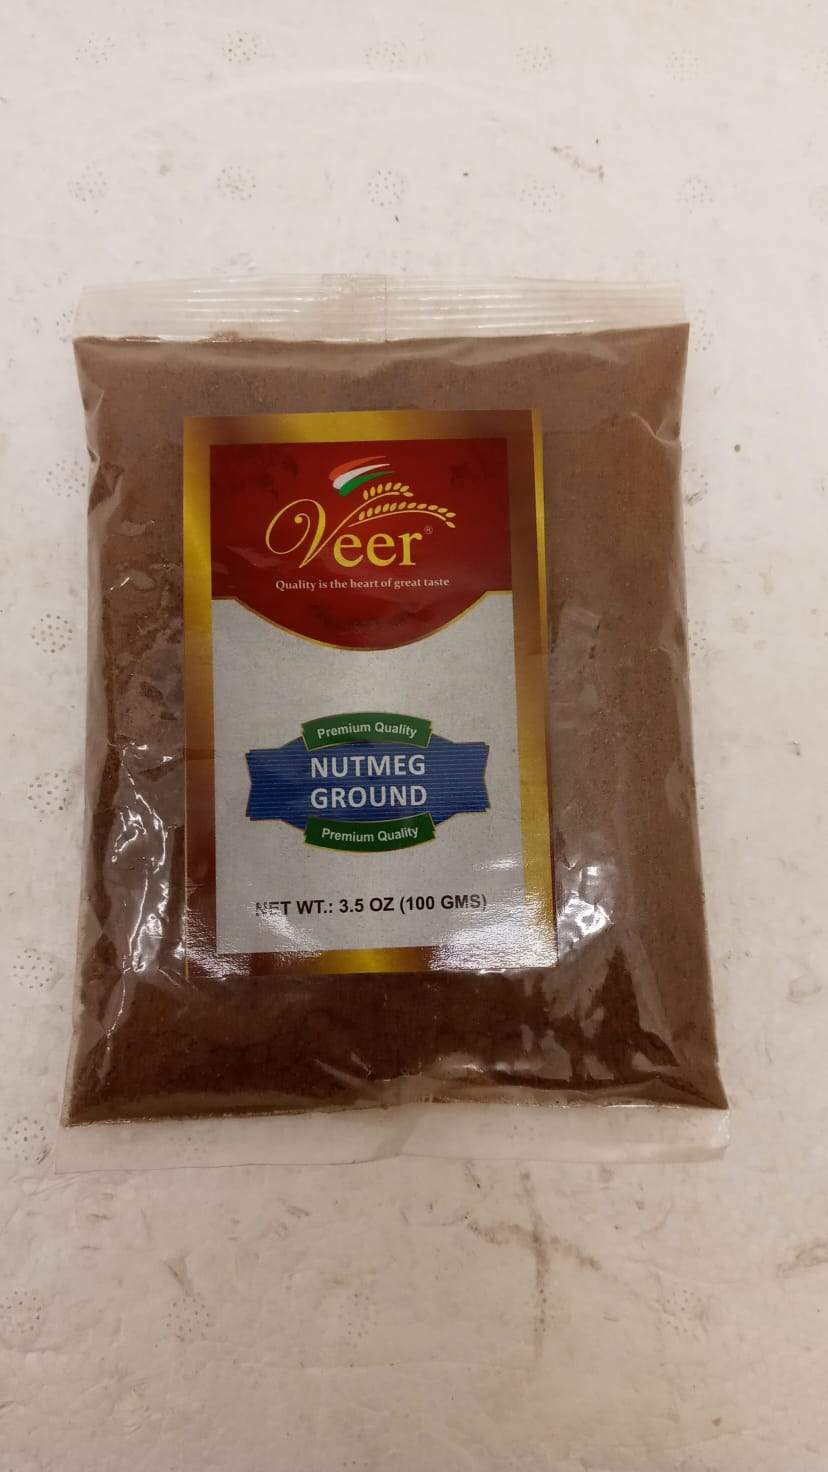 Veer®
Quality is the heart of great taste
Premium Quality
NUTMEG
GROUND
Premium Quality
NET WT.: 3.5 OZ (100 GMS)